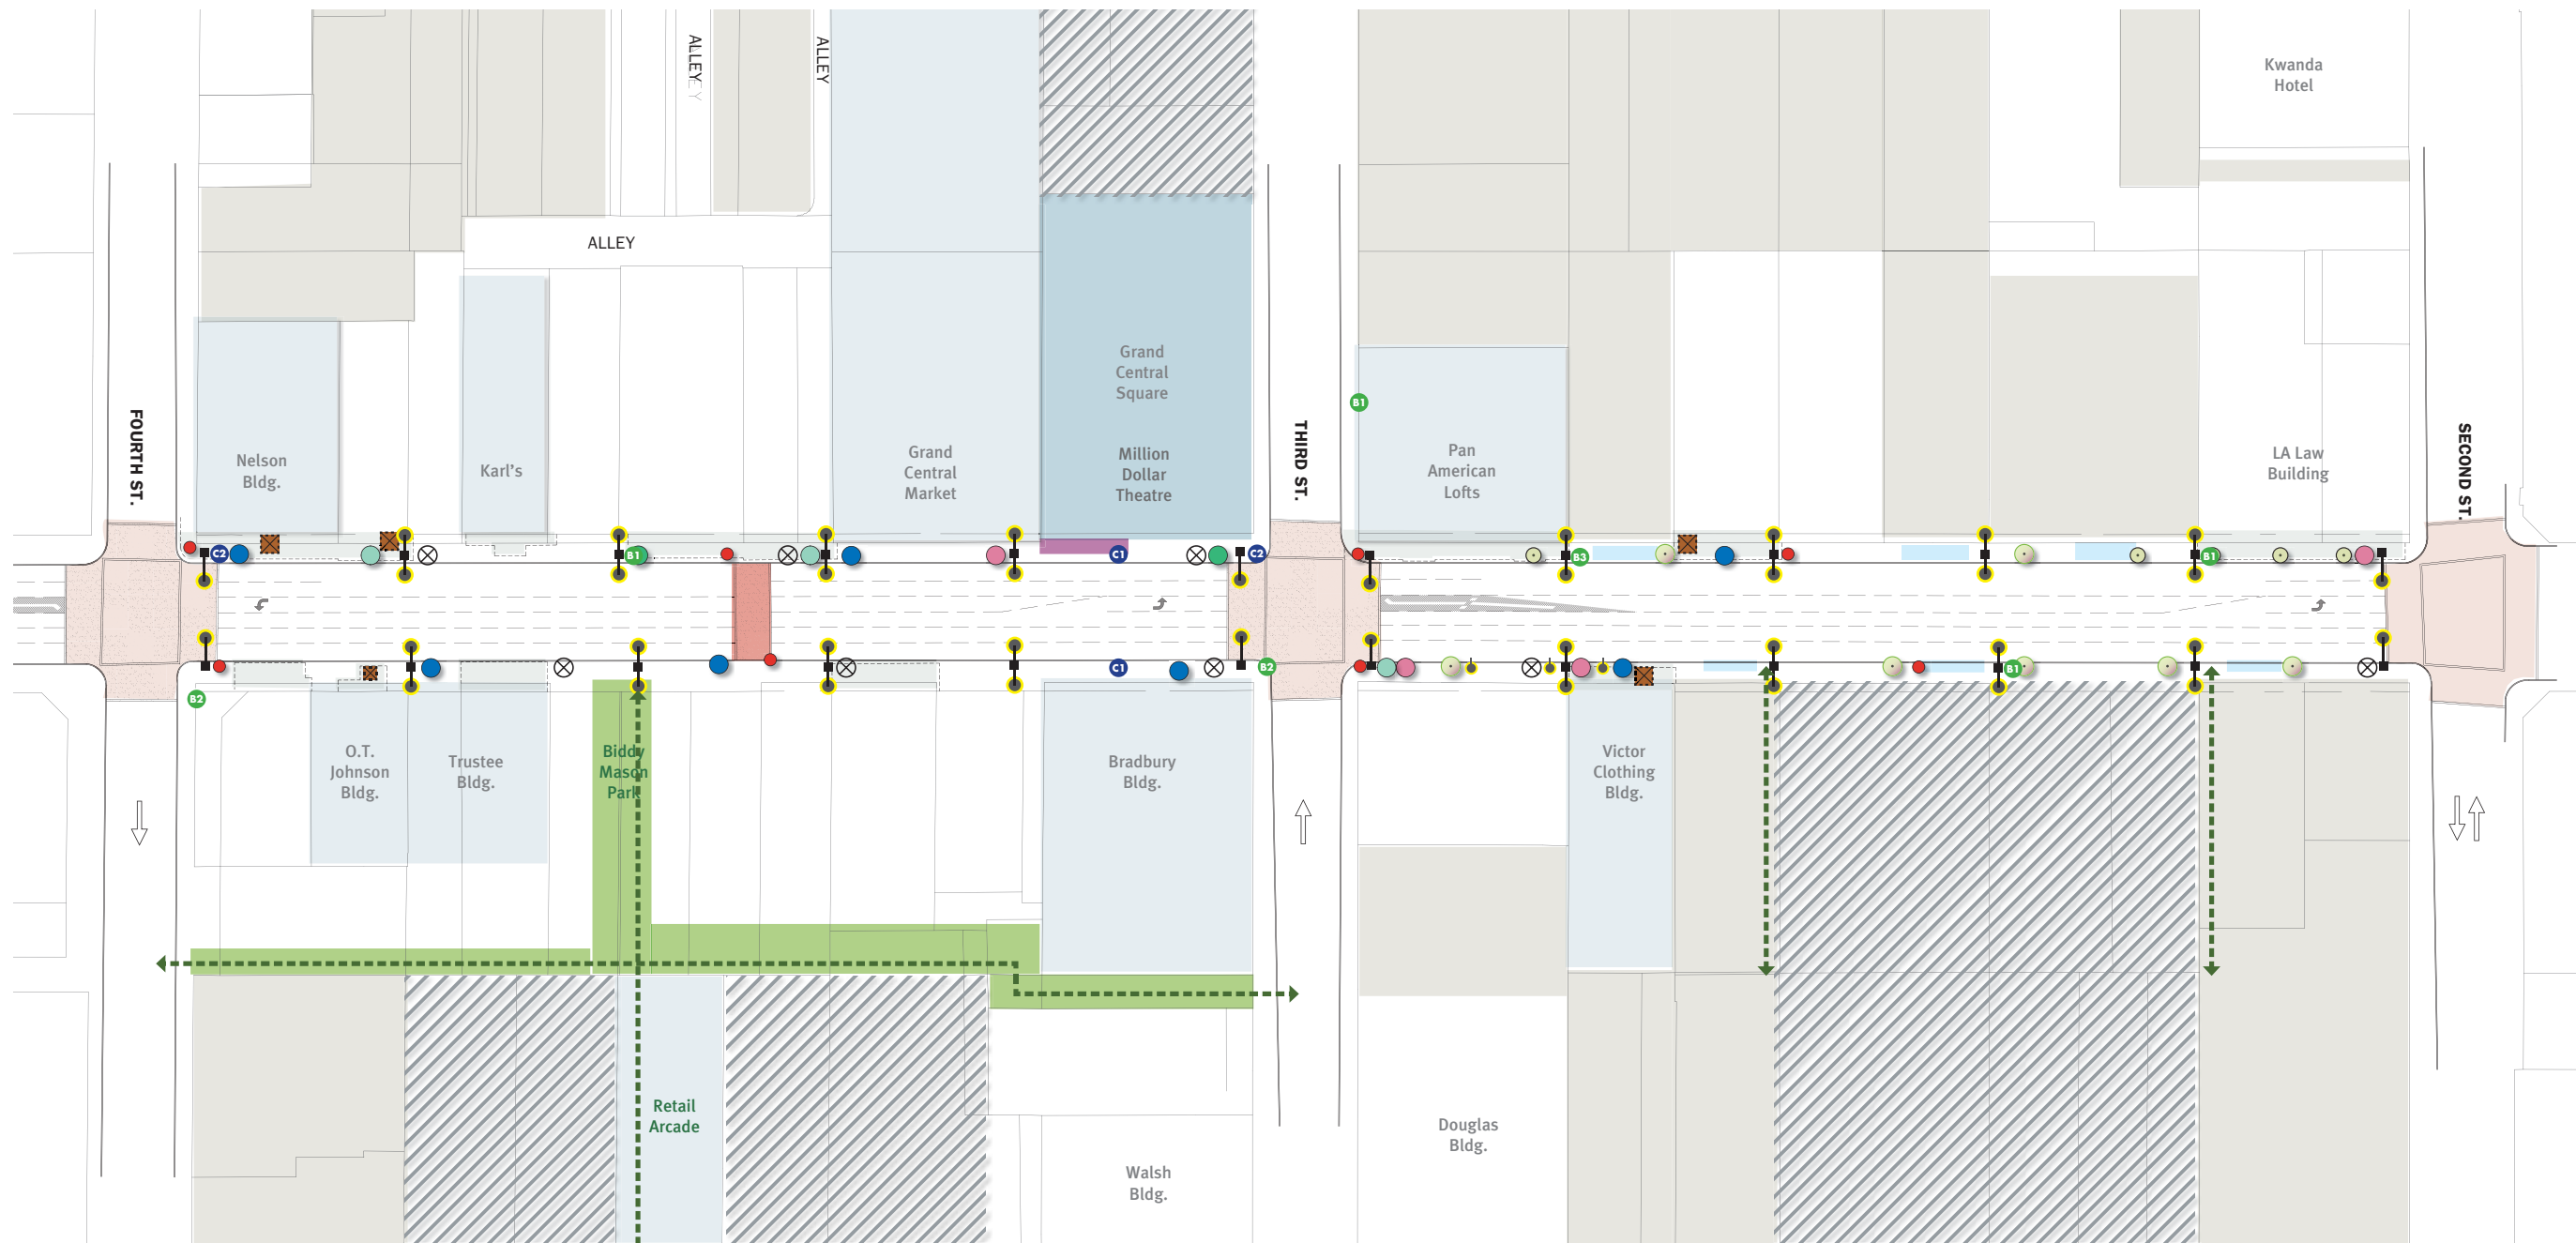 ALLEY
ALLEY
ALLEY
Kwanda
Hotel
FOURTH ST.
THIRD ST.
SECOND ST.
Nelson
Bldg.
Karl's
Grand
Central
Market
Grand
Central
Square
Million
Dollar
Theatre
B1
Pan
American
Lofts
LA Law
Building
C2
B1
C1
C2
B3
B1
C1
B2
B1
B2
O.T.
Johnson
Bldg.
Trustee
Bldg.
Biddy
Mason
Park
Bradbury
Bldg.
Victor
Clothing
Bldg.
Retail
Arcade
Walsh
Bldg.
Douglas
Bldg.